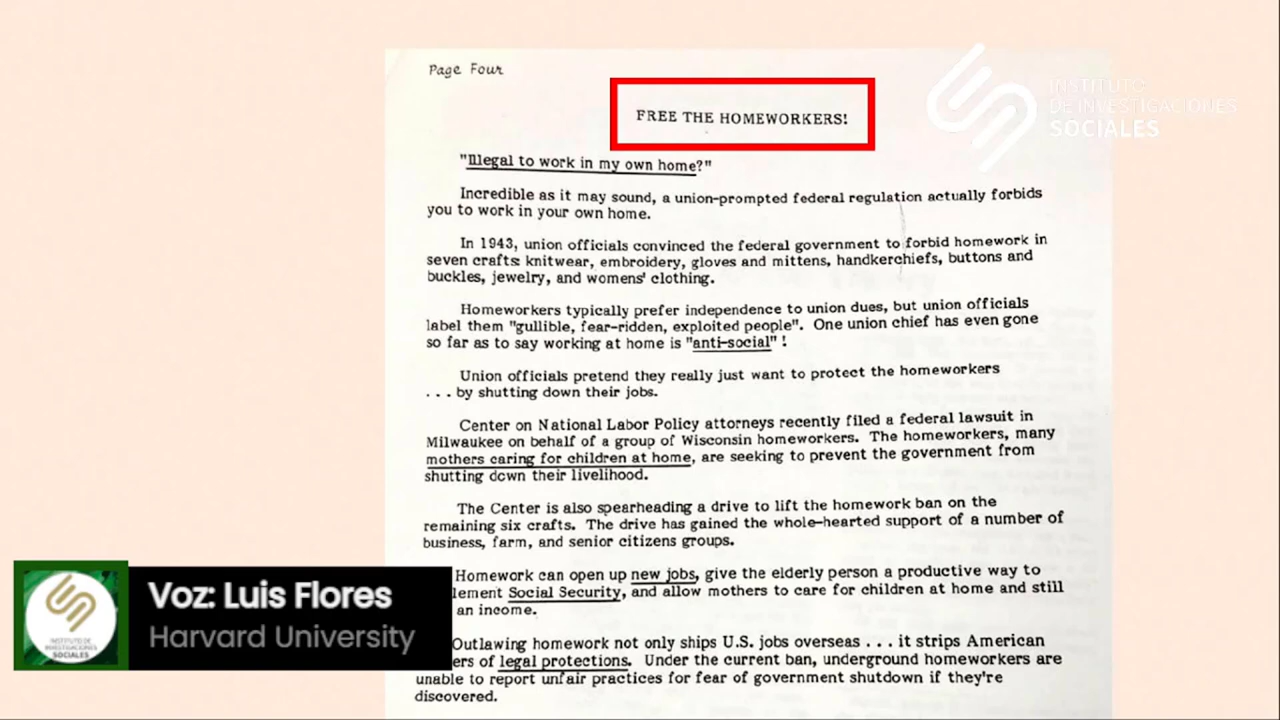 Page Four
FREE THE HOMEWORKERS!
"Illegal to work in my own home?"
Incredible as it may sound, a union-prompted federal regulation actually forbids
you to work in your own home.
In 1943, union officials convinced the federal government to forbid homework in
seven crafts: knitwear, embroidery, gloves and mittens, handkerchiefs, buttons and
buckles, jewelry, and womens' clothing.
Homeworkers typically prefer independence to union dues, but union officials
label them "gullible, fear-ridden, exploited people". One union chief has even gone
so far as to say working at home is "anti-social"!
Union officials pretend they really just want to protect the homeworkers
. . . by shutting down their jobs.
Center on National Labor Policy attorneys recently filed a federal lawsuit in
Milwaukee on behalf of a group of Wisconsin homeworkers. The homeworkers, many
mothers caring for children at home, are seeking to prevent the government from
shutting down their livelihood.
The Center is also spearheading a drive to lift the homework ban on the
remaining six crafts. The drive has gained the whole-hearted support of a number of
business, farm, and senior citizens groups.
Homework can open up new jobs, give the elderly person a productive way to
lement Social Security, and allow mothers to care for children at home and still
an income.
Outlawing homework not only ships U.S. jobs overseas . . . it strips American
ers of legal protections. Under the current ban, underground homeworkers are
unable to report unfair practices for fear of government shutdown if they're
discovered.
INSTITUTO
DE INVESTIGACIONES
SOCIALES
Voz: Luis Flores
Harvard University
INSTITUTO DE
INVESTIGACIONES
SOCIALES